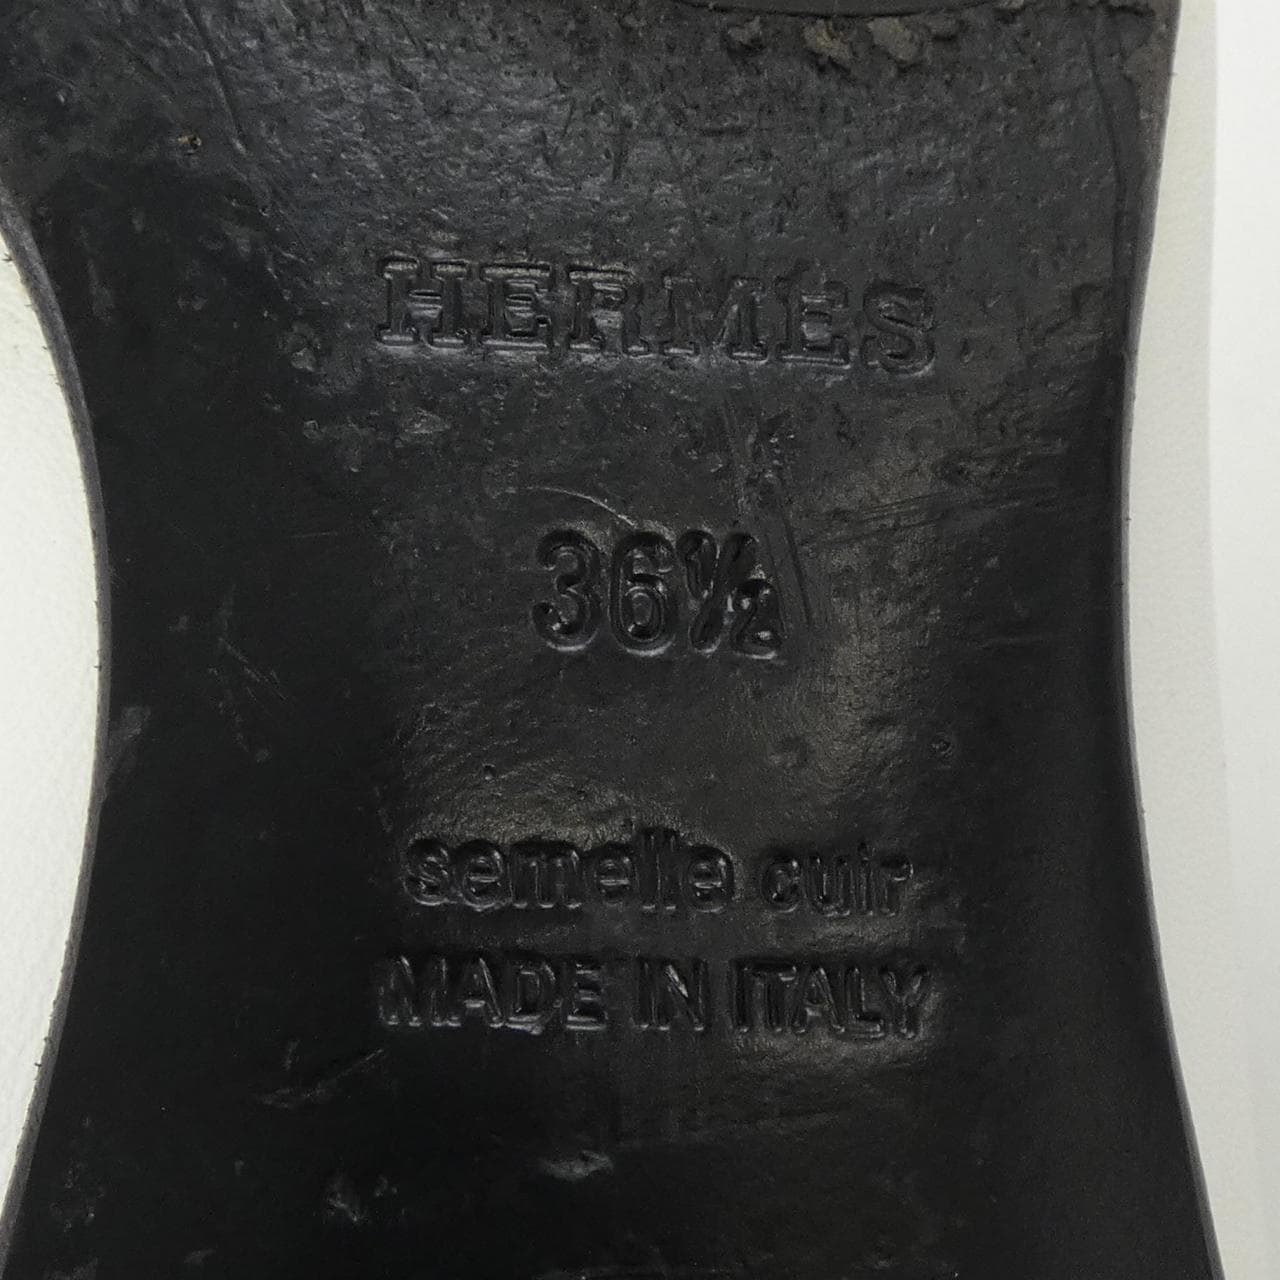 HERMES
36½
semelle cuir
MADE IN ITALY